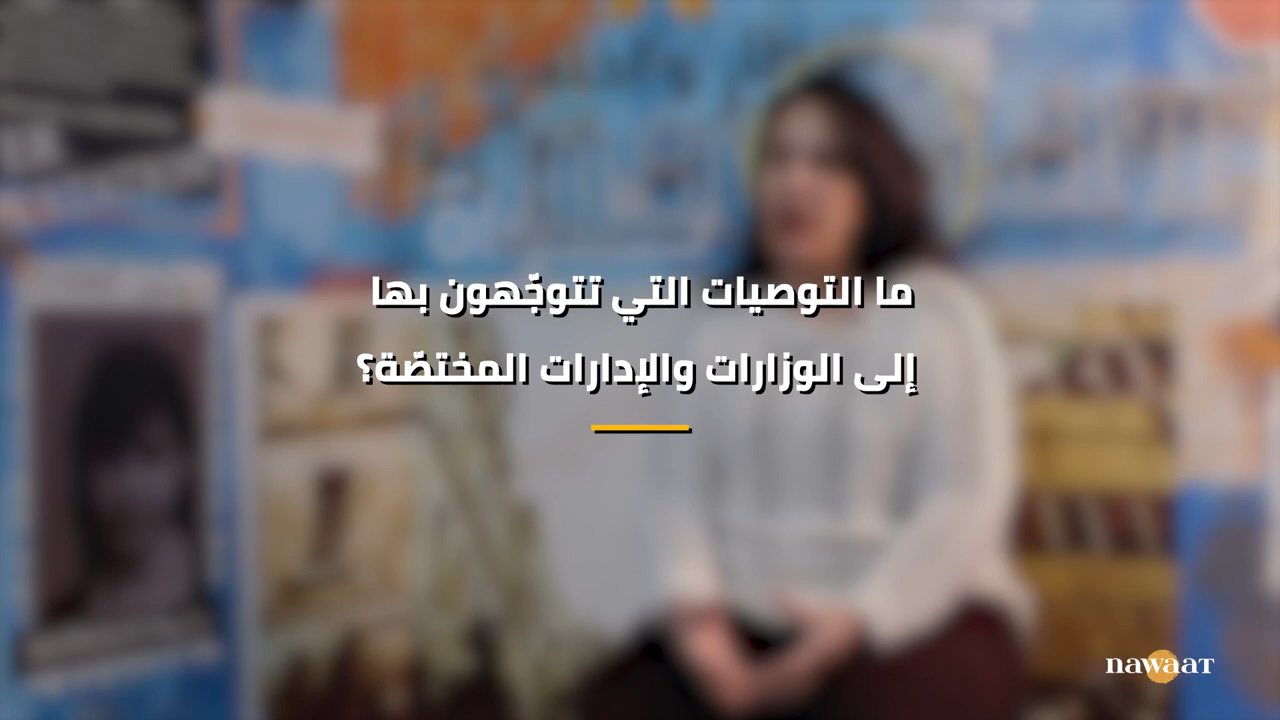 ما التوصيات التي تتوجّهون بها
إلى الوزارات والإدارات المختصّة؟
nawaat